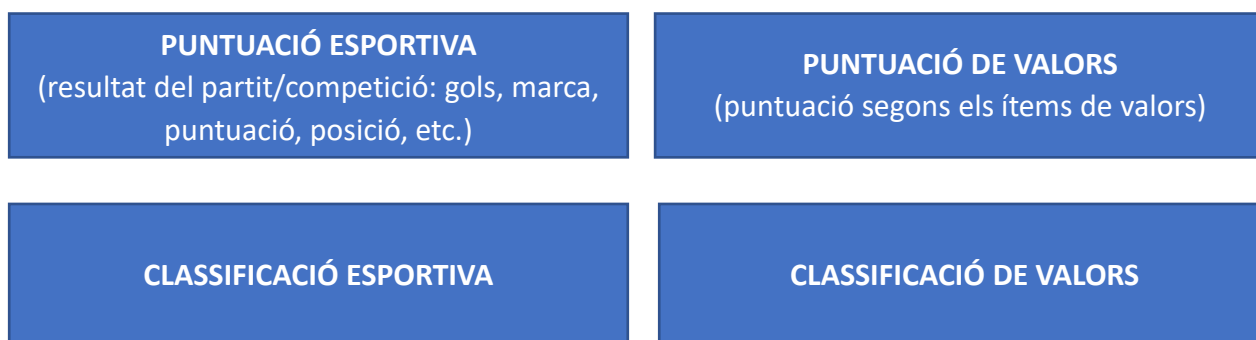 PUNTUACIÓ ESPORTIVA
(resultat del partit/competició: gols, marca,
puntuació, posició, etc.)
PUNTUACIÓ DE VALORS
(puntuació segons els ítems de valors)
CLASSIFICACIÓ ESPORTIVA
CLASSIFICACIÓ DE VALORS